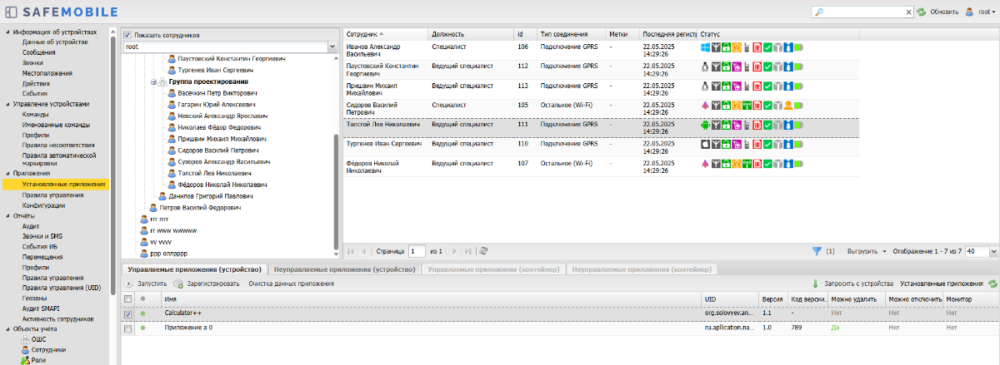 SAFEMOBILE
Обновить
root
Информация об устройствах
Данные об устройстве
Сообщения
Звонки
Местоположения
Действия
События
Управление устройствами
Команды
Именованные команды
Профили
Правила несоответствия
Правила автоматической
маркировки
Приложения
Установленные приложения
Правила управления
Конфигурации
Отчёты
Аудит
Звонки и SMS
События ИБ
Перемещения
Профили
Правила управления
Правила управления (UID)
Геозоны
Аудит SMAPI
Активность сотрудников
Объекты учёта
ОШС
Сотрудники
Роли
Показать сотрудников
root
Паустовский Константин Георгиевич
Тургенев Иван Сергеевич
Группа проектирования
Васечкин Петр Викторович
Гагарин Юрий Алексеевич
Невский Александр Ярославич
Николаев Фёдор Федорович
Пришвин Михаил Михайлович
Сидоров Василий Петрович
Суворов Александр Васильевич
Толстой Лев Николаевич
Фёдоров Николай Николаевич
Данилов Григорий Павлович
Петров Василий Федорович
rrr rrrr
rr www wwwww
vv vvvv
ррр оллрррр
Сотрудник Должность id Тип соединения Метки Последняя регистр Статус
Иванов Александр Васильевич Специалист 106 Подключение GPRS - 22.05.2025 14:29:26
Паустовский Константин Георгиевич Ведущий специалист 112 Подключение GPRS - 22.05.2025 14:29:26
Пришвин Михаил Михайлович Ведущий специалист 113 Подключение GPRS - 22.05.2025 14:29:26
Сидоров Василий Петрович Специалист 105 Остальное (Wi-Fi) - 22.05.2025 14:29:26
Толстой Лев Николаевич Ведущий специалист 111 Подключение GPRS - 22.05.2025 14:29:26
Тургенев Иван Сергеевич Ведущий специалист 110 Подключение GPRS - 22.05.2025 14:29:26
Фёдоров Николай Николаевич Ведущий специалист 107 Остальное (Wi-Fi) - 22.05.2025 14:29:26
Страница 1 из 1 (1) Выгрузить Отображение 1 - 7 из 7 40
Управляемые приложения (устройство) Неуправляемые приложения (устройство) Управляемые приложения (контейнер) Неуправляемые приложения (контейнер)
Запустить Зарегистрировать Очистка данных приложения Запросить с устройства Установленные приложения
Имя UID Версия Код версии... Можно удалить Можно отключить Монитор
Calculator++ org.solovyev.an... 1.1 - Нет Нет Нет
Приложение a 0 ru.apllication.na... 1.0 789 Да Нет Нет